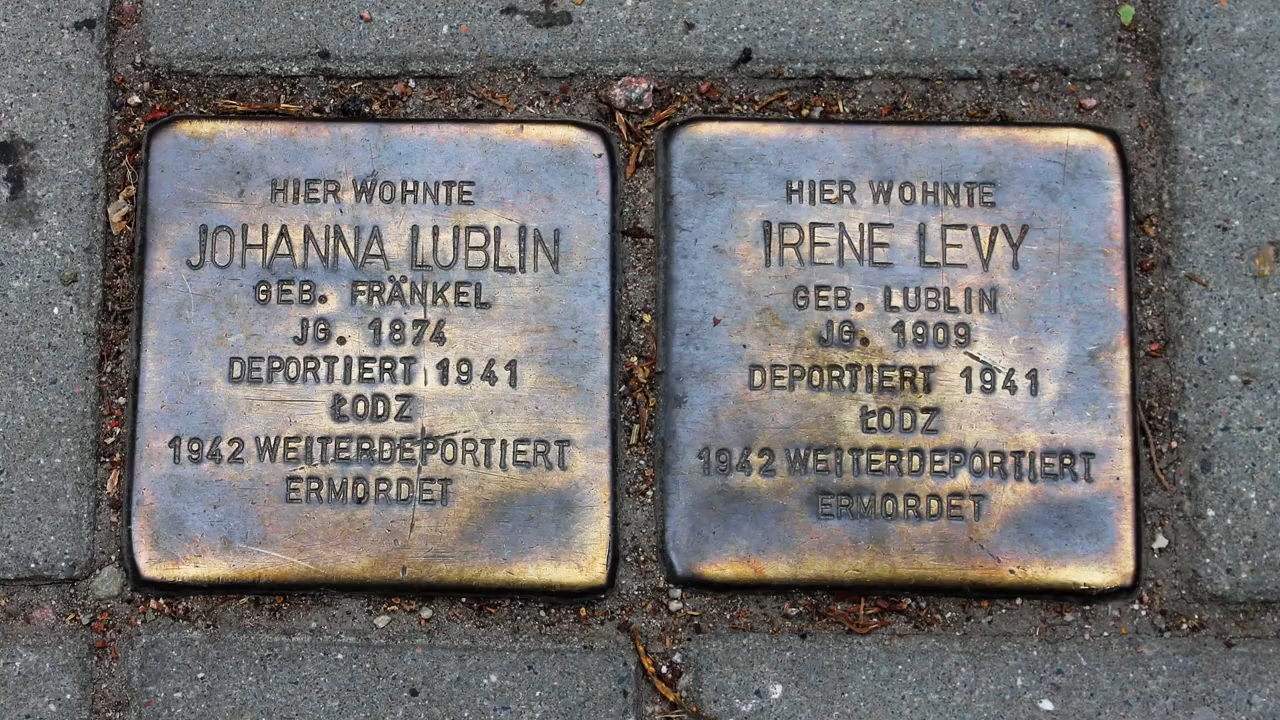 HIER WOHNTE
JOHANNA LUBLIN
GEB. FRÄNKEL
JG. 1874
DEPORTIERT 1941
ŁODZ
1942 WEITERDEPORTIERT
ERMORDET
HIER WOHNTE
IRENE LEVY
GEB. LUBLIN
JG. 1909
DEPORTIERT 1941
ŁODZ
1942 WEITERDEPORTIERT
ERMORDET